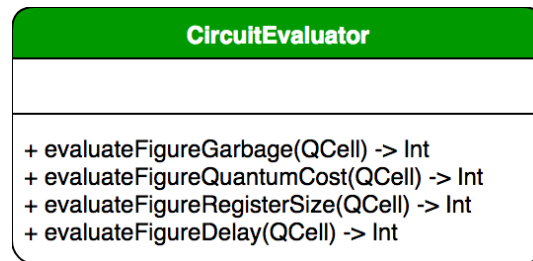 CircuitEvaluator
+ evaluateFigureGarbage(QCell) -> Int
+ evaluateFigureQuantumCost(QCell) -> Int
+ evaluateFigureRegisterSize(QCell) -> Int
+ evaluateFigureDelay(QCell) -> Int